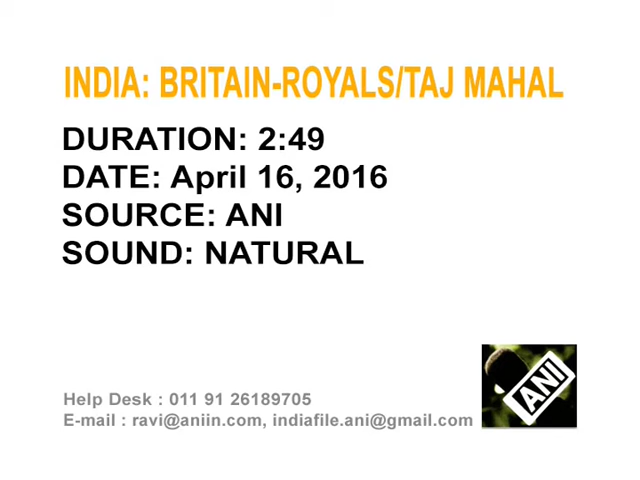 INDIA: BRITAIN-ROYALS/TAJ MAHAL
DURATION: 2:49
DATE: April 16, 2016
SOURCE: ANI
SOUND: NATURAL
Help Desk : 011 91 26189705
E-mail : ravi@aniin.com, indiafile.ani@gmail.com
ANI